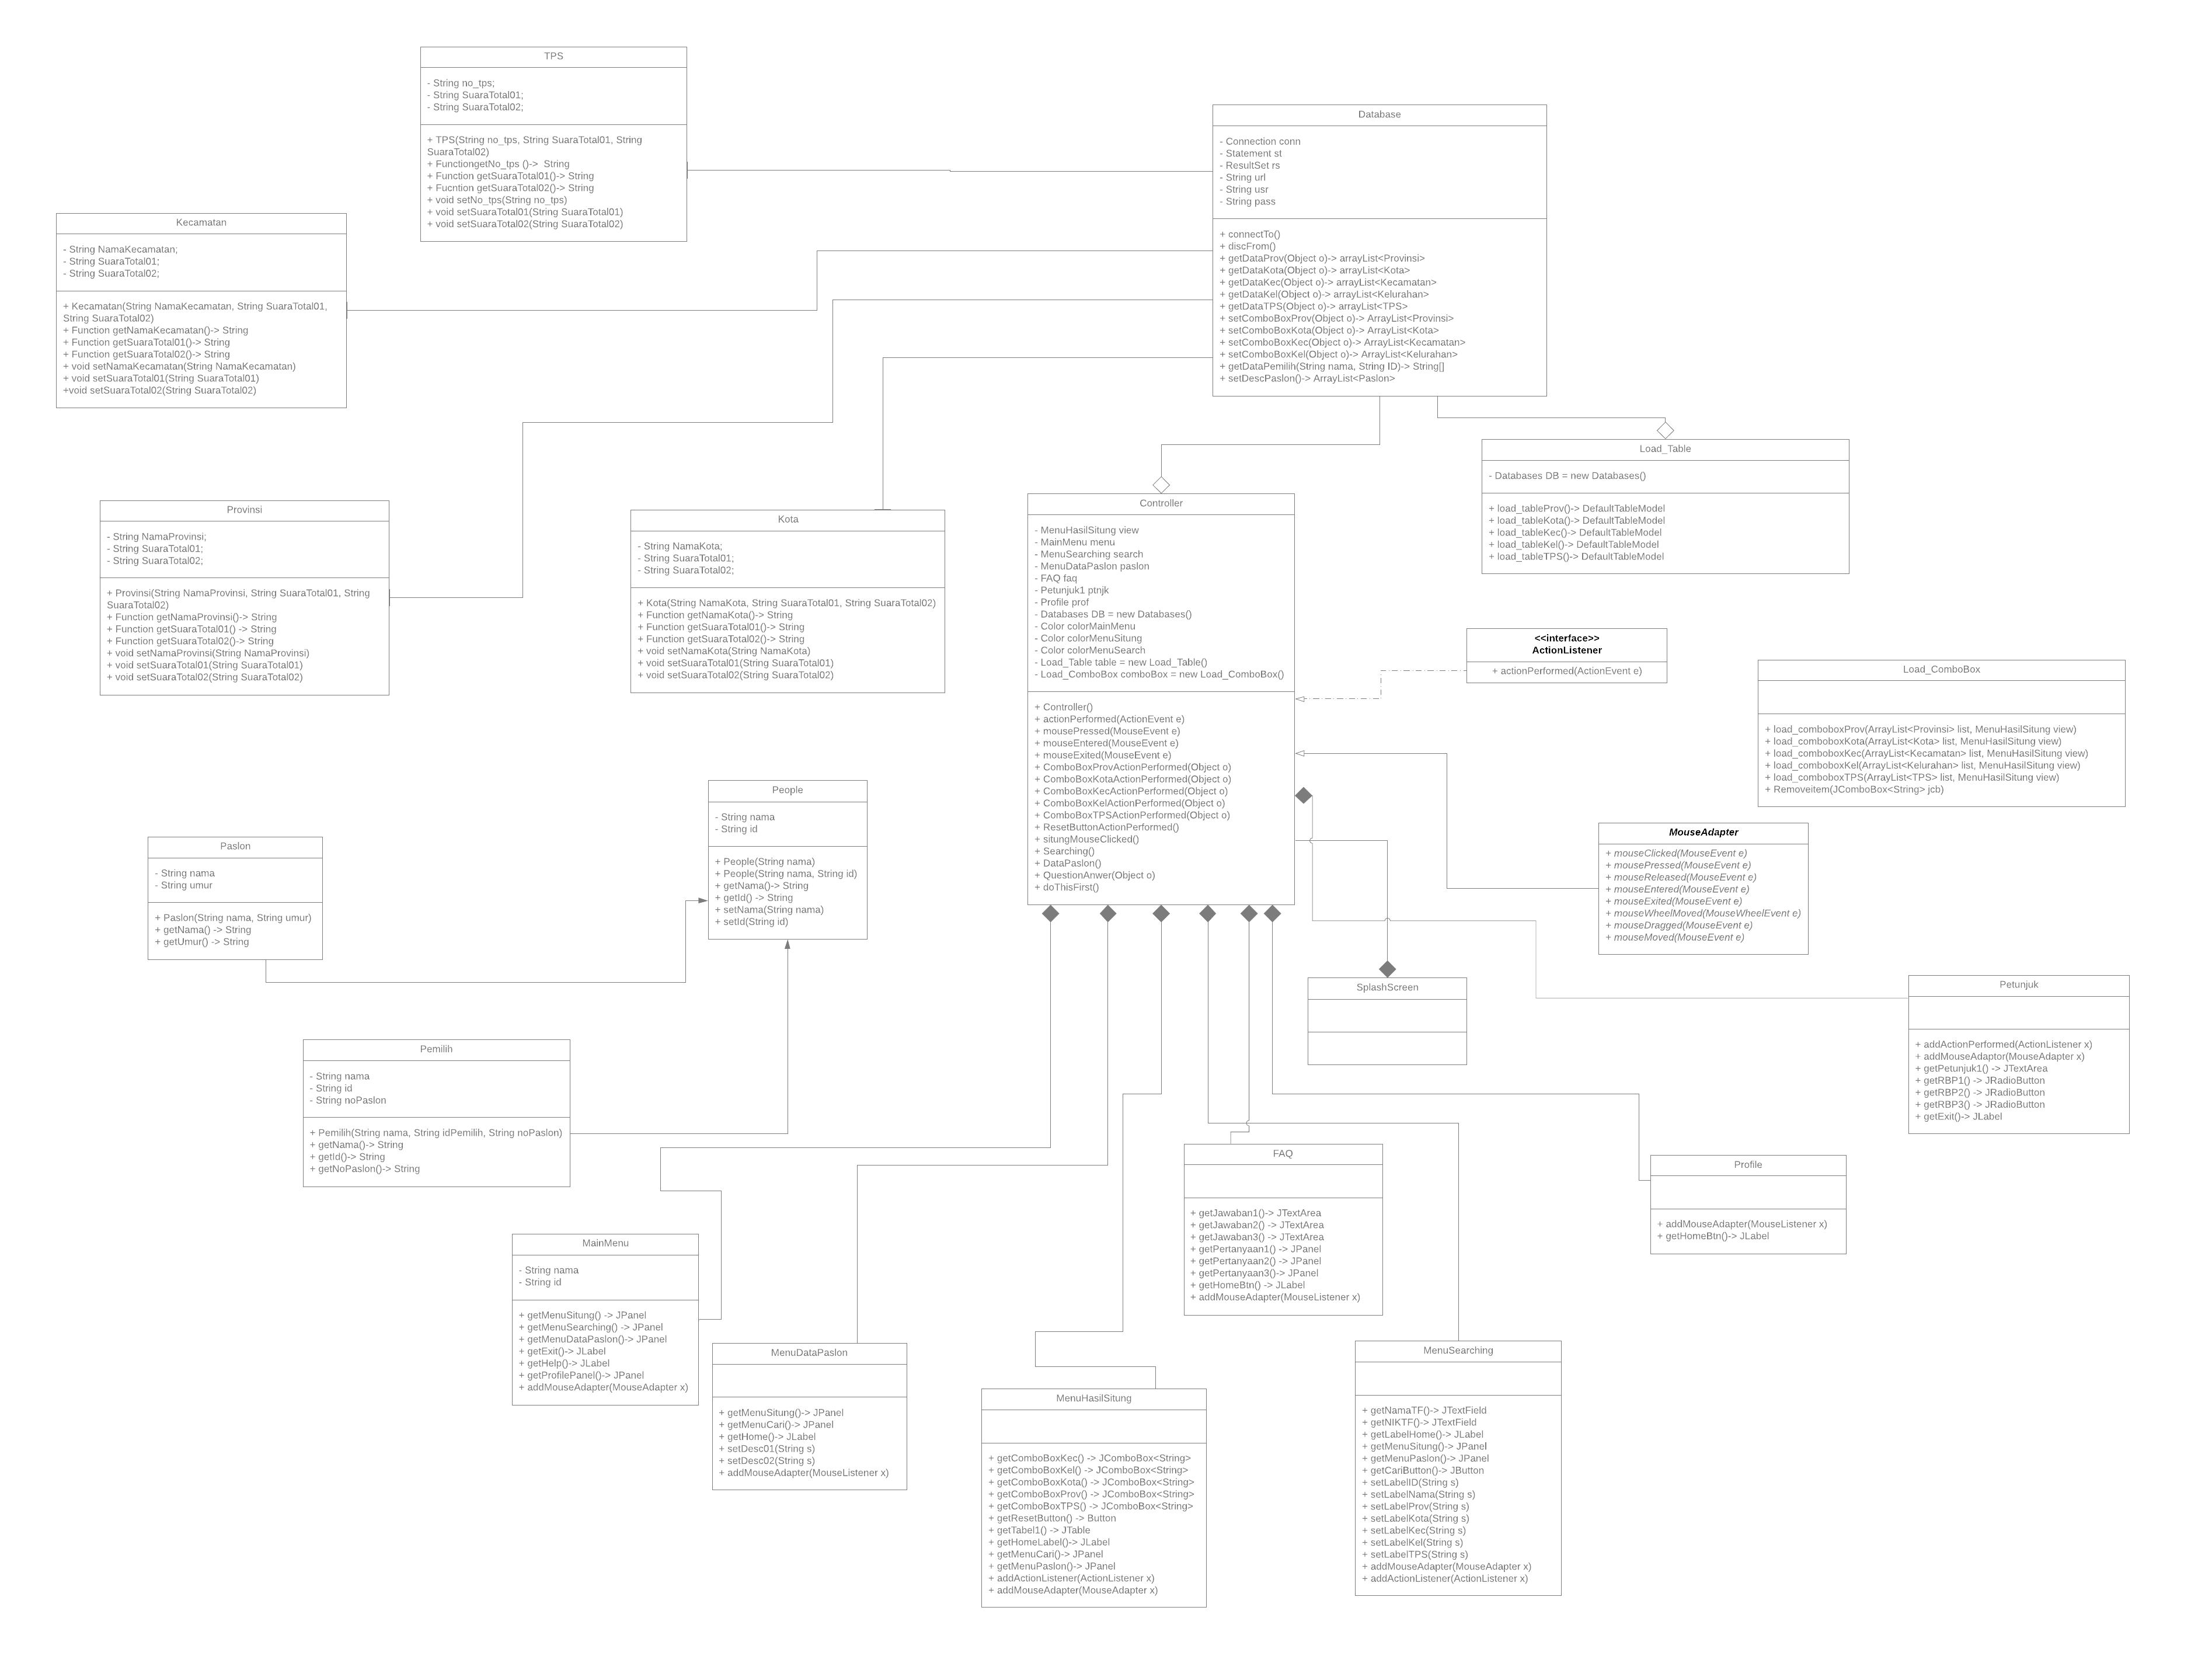 TPS
- String no_tps;
- String SuaraTotal01;
- String SuaraTotal02;
+ TPS(String no_tps, String SuaraTotal01, String
SuaraTotal02)
+ FunctiongetNo_tps ()-> String
+ Function getSuaraTotal01()-> String
+ Fucntion getSuaraTotal02()-> String
+ void setNo_tps(String no_tps)
+ void setSuaraTotal01(String SuaraTotal01)
+ void setSuaraTotal02(String SuaraTotal02)
Database
- Connection conn
- Statement st
- ResultSet rs
- String url
- String usr
- String pass
+ connectTo()
+ discFrom()
+ getDataProv(Object o)-> arrayList<Provinsi>
+ getDataKota(Object o)-> arrayList<Kota>
+ getDataKec(Object o)-> arrayList<Kecamatan>
+ getDataKel(Object o)-> arrayList<Kelurahan>
+ getDataTPS(Object o)-> arrayList<TPS>
+ setComboBoxProv(Object o)-> ArrayList<Provinsi>
+ setComboBoxKota(Object o)-> ArrayList<Kota>
+ setComboBoxKec(Object o)-> ArrayList<Kecamatan>
+ setComboBoxKel(Object o)-> ArrayList<Kelurahan>
+ getDataPemilih(String nama, String ID)-> String[]
+ setDescPaslon()-> ArrayList<Paslon>
Kecamatan
- String NamaKecamatan;
- String SuaraTotal01;
- String SuaraTotal02;
+ Kecamatan(String NamaKecamatan, String SuaraTotal01,
String SuaraTotal02)
+ Function getNamaKecamatan()-> String
+ Function getSuaraTotal01()-> String
+ Function getSuaraTotal02()-> String
+ void setNamaKecamatan(String NamaKecamatan)
+ void setSuaraTotal01(String SuaraTotal01)
+void setSuaraTotal02(String SuaraTotal02)
Load_Table
- Databases DB = new Databases()
+ load_tableProv()-> DefaultTableModel
+ load_tableKota()-> DefaultTableModel
+ load_tableKec()-> DefaultTableModel
+ load_tableKel()-> DefaultTableModel
+ load_tableTPS()-> DefaultTableModel
Provinsi
- String NamaProvinsi;
- String SuaraTotal01;
- String SuaraTotal02;
+ Provinsi(String NamaProvinsi, String SuaraTotal01, String
SuaraTotal02)
+ Function getNamaProvinsi()-> String
+ Function getSuaraTotal01() -> String
+ Function getSuaraTotal02()-> String
+ void setNamaProvinsi(String NamaProvinsi)
+ void setSuaraTotal01(String SuaraTotal01)
+ void setSuaraTotal02(String SuaraTotal02)
Kota
- String NamaKota;
- String SuaraTotal01;
- String SuaraTotal02;
+ Kota(String NamaKota, String SuaraTotal01, String SuaraTotal02)
+ Function getNamaKota()-> String
+ Function getSuaraTotal01()-> String
+ Function getSuaraTotal02()-> String
+ void setNamaKota(String NamaKota)
+ void setSuaraTotal01(String SuaraTotal01)
+ void setSuaraTotal02(String SuaraTotal02)
Controller
- MenuHasilSitung view
- MainMenu menu
- MenuSearching search
- MenuDataPaslon paslon
- FAQ faq
- Petunjuk1 ptnjk
- Profile prof
- Databases DB = new Databases()
- Color colorMainMenu
- Color colorMenuSitung
- Color colorMenuSearch
- Load_Table table = new Load_Table()
- Load_ComboBox comboBox = new Load_ComboBox()
+ Controller()
+ actionPerformed(ActionEvent e)
+ mousePressed(MouseEvent e)
+ mouseEntered(MouseEvent e)
+ mouseExited(MouseEvent e)
+ ComboBoxProvActionPerformed(Object o)
+ ComboBoxKotaActionPerformed(Object o)
+ ComboBoxKecActionPerformed(Object o)
+ ComboBoxKelActionPerformed(Object o)
+ ComboBoxTPSActionPerformed(Object o)
+ ResetButtonActionPerformed()
+ situngMouseClicked()
+ Searching()
+ DataPaslon()
+ QuestionAnwer(Object o)
+ doThisFirst()
<<interface>>
ActionListener
+ actionPerformed(ActionEvent e)
Load_ComboBox
+ load_comboboxProv(ArrayList<Provinsi> list, MenuHasilSitung view)
+ load_comboboxKota(ArrayList<Kota> list, MenuHasilSitung view)
+ load_comboboxKec(ArrayList<Kecamatan> list, MenuHasilSitung view)
+ load_comboboxKel(ArrayList<Kelurahan> list, MenuHasilSitung view)
+ load_comboboxTPS(ArrayList<TPS> list, MenuHasilSitung view)
+ Removeitem(JComboBox<String> jcb)
People
- String nama
- String id
+ People(String nama)
+ People(String nama, String id)
+ getNama()-> String
+ getId() -> String
+ setNama(String nama)
+ setId(String id)
MouseAdapter
+ mouseClicked(MouseEvent e)
+ mousePressed(MouseEvent e)
+ mouseReleased(MouseEvent e)
+ mouseEntered(MouseEvent e)
+ mouseExited(MouseEvent e)
+ mouseWheelMoved(MouseWheelEvent e)
+ mouseDragged(MouseEvent e)
+ mouseMoved(MouseEvent e)
Paslon
- String nama
- String umur
+ Paslon(String nama, String umur)
+ getNama() -> String
+ getUmur() -> String
SplashScreen
Petunjuk
+ addActionPerformed(ActionListener x)
+ addMouseAdaptor(MouseAdapter x)
+ getPetunjuk1() -> JTextArea
+ getRBP1() -> JRadioButton
+ getRBP2() -> JRadioButton
+ getRBP3() -> JRadioButton
+ getExit()-> JLabel
Pemilih
- String nama
- String id
- String noPaslon
+ Pemilih(String nama, String idPemilih, String noPaslon)
+ getNama()-> String
+ getId()-> String
+ getNoPaslon()-> String
FAQ
+ getJawaban1()-> JTextArea
+ getJawaban2() -> JTextArea
+ getJawaban3() -> JTextArea
+ getPertanyaan1() -> JPanel
+ getPertanyaan2() -> JPanel
+ getPertanyaan3()-> JPanel
+ getHomeBtn() -> JLabel
+ addMouseAdapter(MouseListener x)
Profile
+ addMouseAdapter(MouseListener x)
+ getHomeBtn()-> JLabel
MainMenu
- String nama
- String id
+ getMenuSitung() -> JPanel
+ getMenuSearching() -> JPanel
+ getMenuDataPaslon()-> JPanel
+ getExit()-> JLabel
+ getHelp()-> JLabel
+ getProfilePanel()-> JPanel
+ addMouseAdapter(MouseAdapter x)
MenuDataPaslon
+ getMenuSitung()-> JPanel
+ getMenuCari()-> JPanel
+ getHome()-> JLabel
+ setDesc01(String s)
+ setDesc02(String s)
+ addMouseAdapter(MouseListener x)
MenuHasilSitung
+ getComboBoxKec() -> JComboBox<String>
+ getComboBoxKel() -> JComboBox<String>
+ getComboBoxKota() -> JComboBox<String>
+ getComboBoxProv() -> JComboBox<String>
+ getComboBoxTPS() -> JComboBox<String>
+ getResetButton() -> Button
+ getTabel1() -> JTable
+ getHomeLabel()-> JLabel
+ getMenuCari()-> JPanel
+ getMenuPaslon()-> JPanel
+ addActionListener(ActionListener x)
+ addMouseAdapter(MouseAdapter x)
MenuSearching
+ getNamaTF()-> JTextField
+ getNIKTF()-> JTextField
+ getLabelHome()-> JLabel
+ getMenuSitung()-> JPanel
+ getMenuPaslon()-> JPanel
+ getCariButton()-> JButton
+ setLabelID(String s)
+ setLabelNama(String s)
+ setLabelProv(String s)
+ setLabelKota(String s)
+ setLabelKec(String s)
+ setLabelKel(String s)
+ setLabelTPS(String s)
+ addMouseAdapter(MouseAdapter x)
+ addActionListener(ActionListener x)